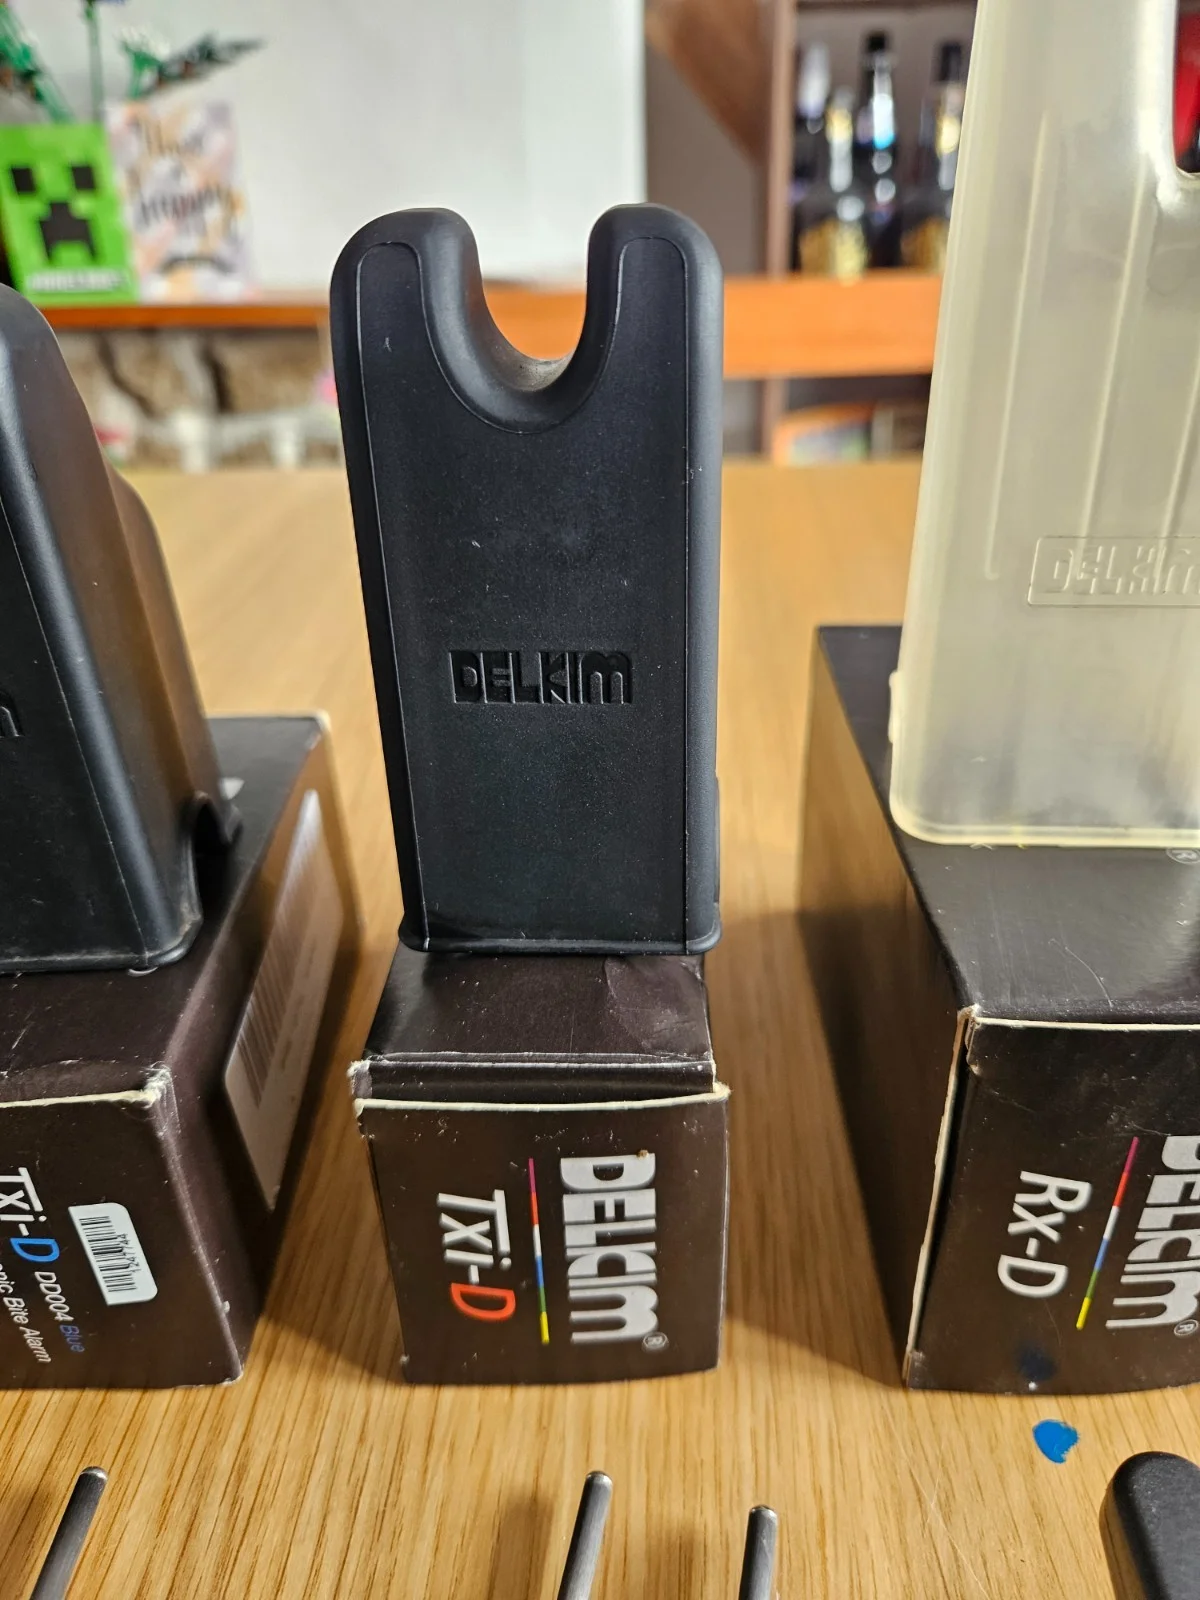 DELKIM
DELKIM
TXi-D DD004 Blue
Bite Alarm
DELKIM®
TXi-D
DELKIM®
Rx-D